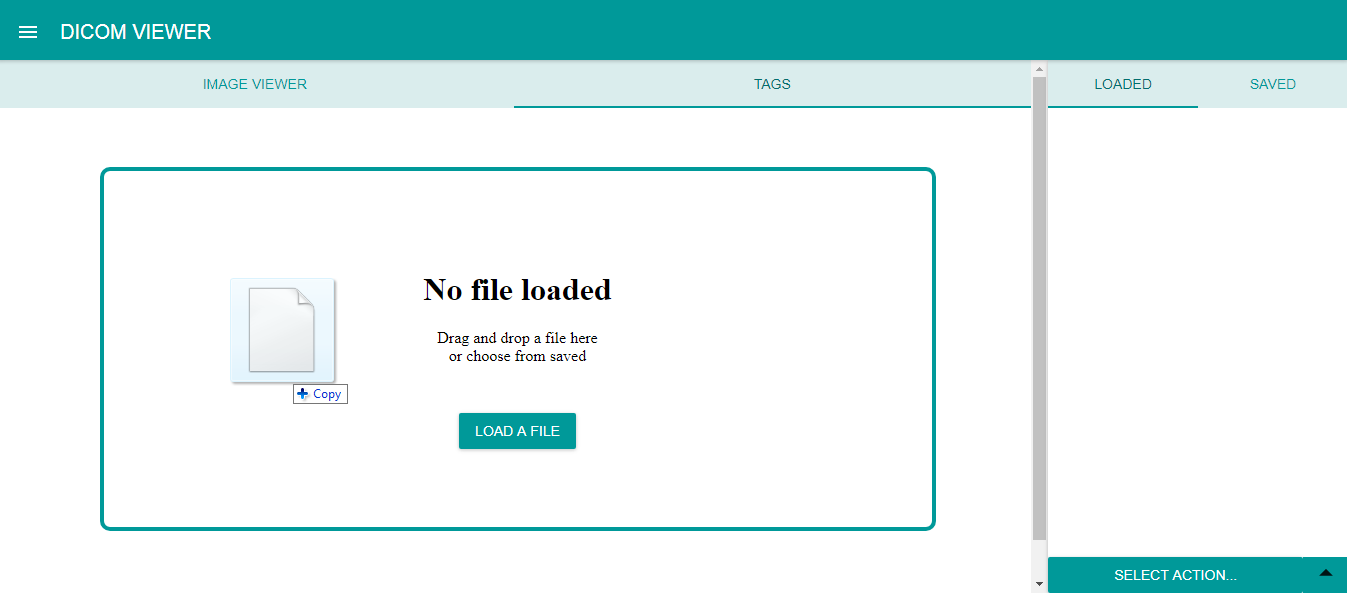 DICOM VIEWER
IMAGE VIEWER
TAGS
LOADED
SAVED
No file loaded
Drag and drop a file here
or choose from saved
Copy
LOAD A FILE
SELECT ACTION...